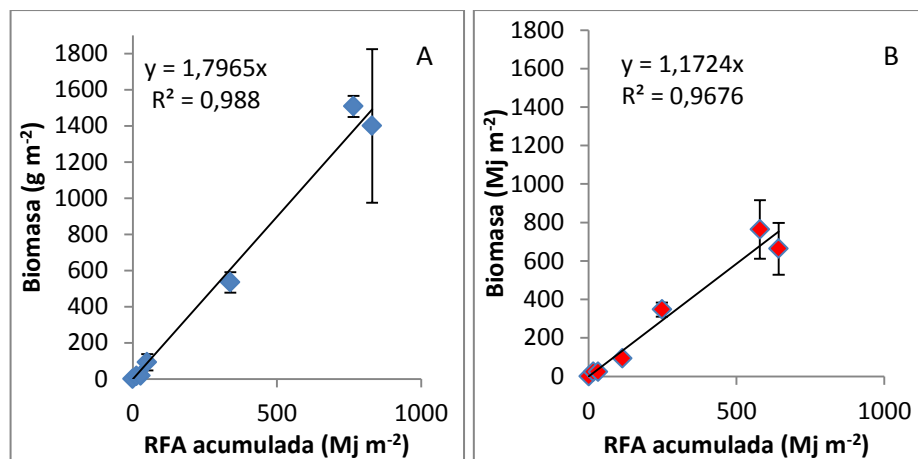 A
y = 1,7965x
R² = 0,988
Biomasa (g m⁻²)
1800
1600
1400
1200
1000
800
600
400
200
0
0 500 1000
RFA acumulada (Mj m⁻²)
B
y = 1,1724x
R² = 0,9676
Biomasa (Mj m⁻²)
1800
1600
1400
1200
1000
800
600
400
200
0
0 500 1000
RFA acumulada (Mj m⁻²)